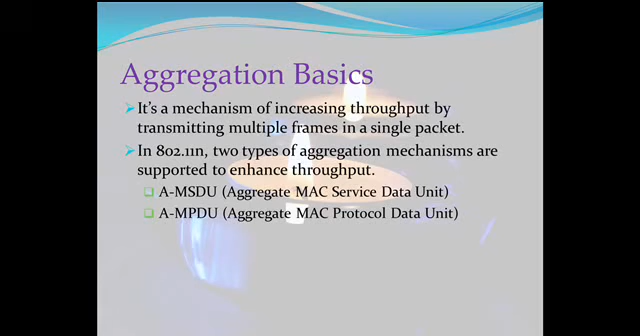 Aggregation Basics
It's a mechanism of increasing throughput by
transmitting multiple frames in a single packet.
In 802.11n, two types of aggregation mechanisms are
supported to enhance throughput.
A-MSDU (Aggregate MAC Service Data Unit)
A-MPDU (Aggregate MAC Protocol Data Unit)